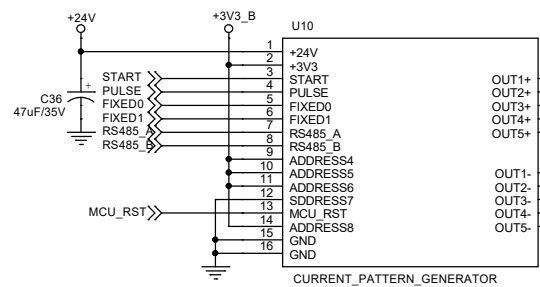 +24V
+3V3_B
U10
1 +24V
2 +3V3
START 3 START OUT1+
PULSE 4 PULSE OUT2+
FIXED0 5 FIXED0 OUT3+
FIXED1 6 FIXED1 OUT4+
RS485_A 7 RS485_A OUT5+
RS485_B 8 RS485_B
9 ADDRESS4
10 ADDRESS5 OUT1-
11 ADDRESS6 OUT2-
12 SDDRESS7 OUT3-
MCU_RST 13 MCU_RST OUT4-
14 ADDRESS8 OUT5-
15 GND
16 GND
+
C36
47uF/35V
CURRENT_PATTERN_GENERATOR